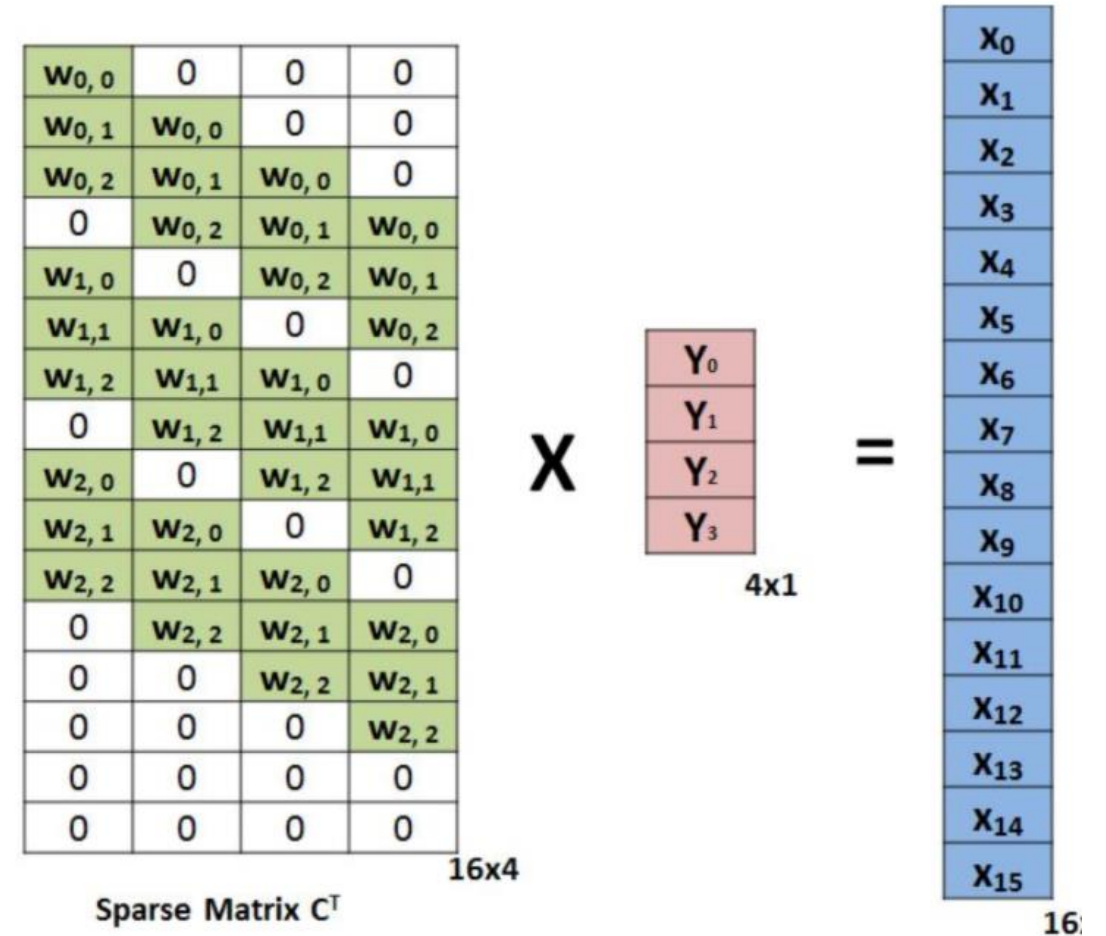 w0, 0 0 0 0
w0, 1 w0, 0 0 0
w0, 2 w0, 1 w0, 0 0
0 w0, 2 w0, 1 w0, 0
w1, 0 0 w0, 2 w0, 1
w1,1 w1, 0 0 w0, 2
w1, 2 w1,1 w1, 0 0
0 w1, 2 w1,1 w1, 0
w2, 0 0 w1, 2 w1,1
w2, 1 w2, 0 0 w1, 2
w2, 2 w2, 1 w2, 0 0
0 w2, 2 w2, 1 w2, 0
0 0 w2, 2 w2, 1
0 0 0 w2, 2
0 0 0 0
0 0 0 0
16x4
Sparse Matrix CT
X
Y0
Y1
Y2
Y3
4x1
=
X0
X1
X2
X3
X4
X5
X6
X7
X8
X9
X10
X11
X12
X13
X14
X15
16